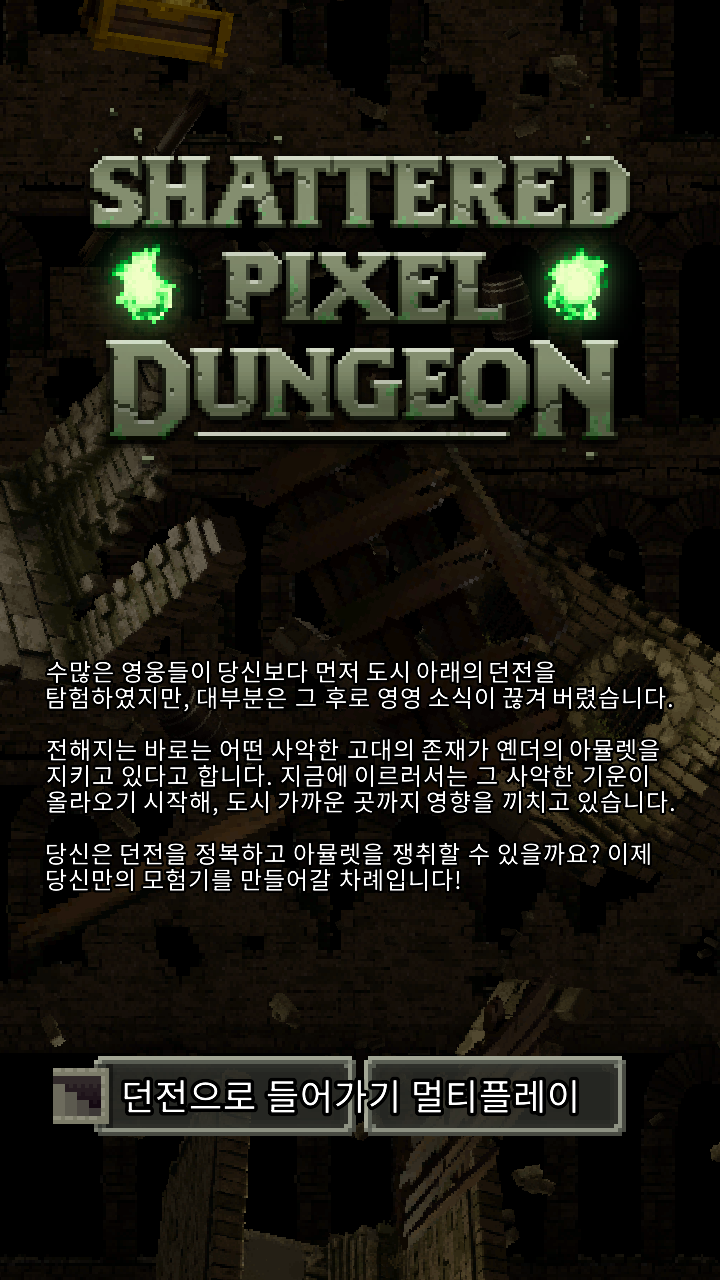 SHATTERED
PIXEL
DUNGEON
수많은 영웅들이 당신보다 먼저 도시 아래의 던전을
탐험하였지만, 대부분은 그 후로 영영 소식이 끊겨 버렸습니다.
전해지는 바로는 어떤 사악한 고대의 존재가 옌더의 아뮬렛을
지키고 있다고 합니다. 지금에 이르러서는 그 사악한 기운이
올라오기 시작해, 도시 가까운 곳까지 영향을 끼치고 있습니다.
당신은 던전을 정복하고 아뮬렛을 쟁취할 수 있을까요? 이제
당신만의 모험기를 만들어갈 차례입니다!
던전으로 들어가기 멀티플레이